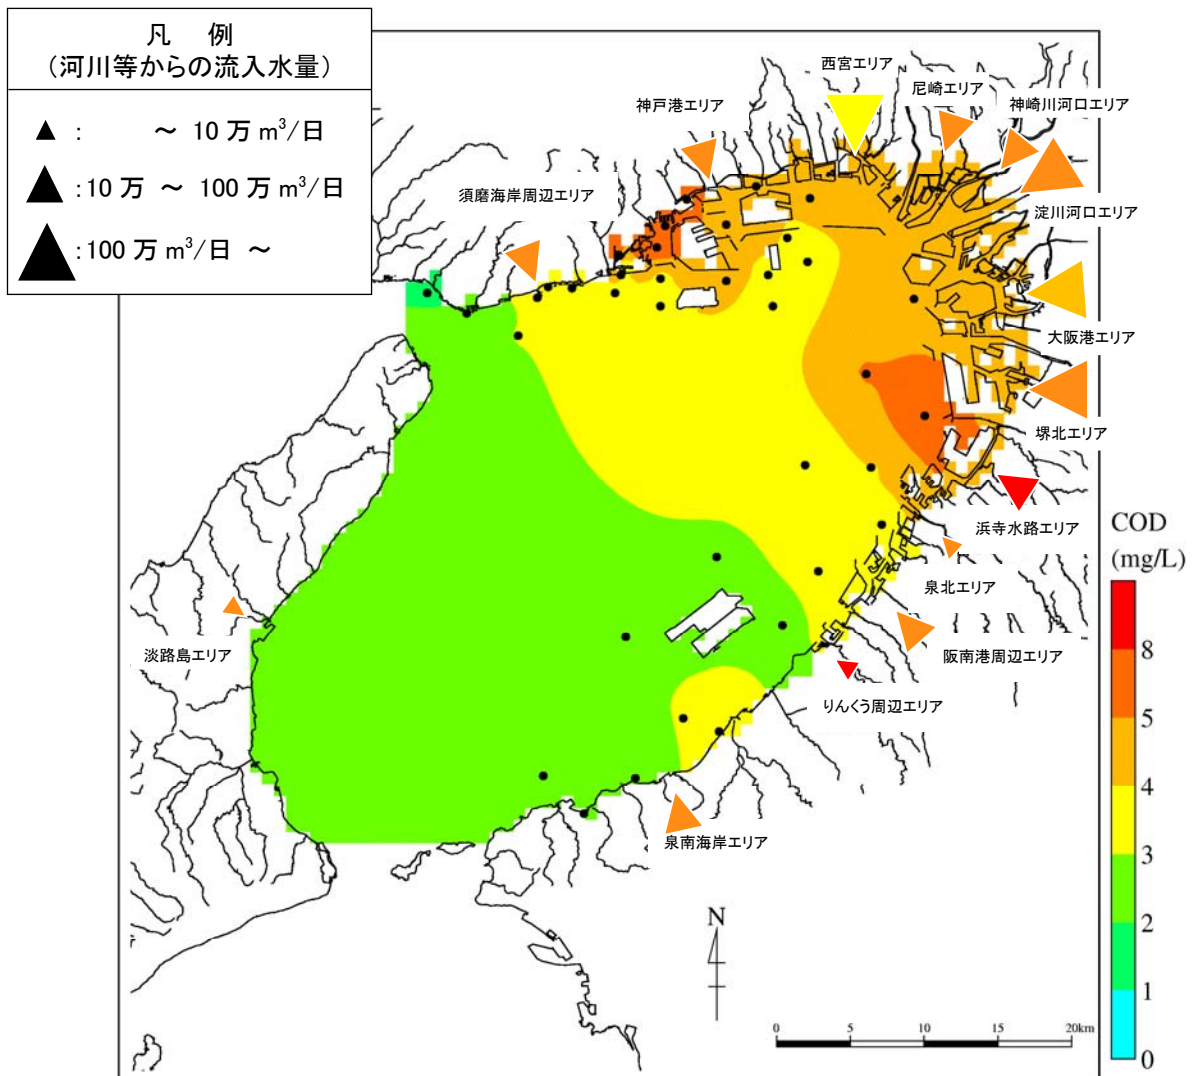 凡 例
（河川等からの流入水量）
： ～ 10 万 m³/日
：10 万 ～ 100 万 m³/日
：100 万 m³/日 ～
西宮エリア
尼崎エリア
神崎川河口エリア
神戸港エリア
須磨海岸周辺エリア
淀川河口エリア
大阪港エリア
堺北エリア
浜寺水路エリア
泉北エリア
阪南港周辺エリア
淡路島エリア
りんくう周辺エリア
泉南海岸エリア
COD
(mg/L)
8
5
4
3
2
1
0
N
0 5 10 15 20km